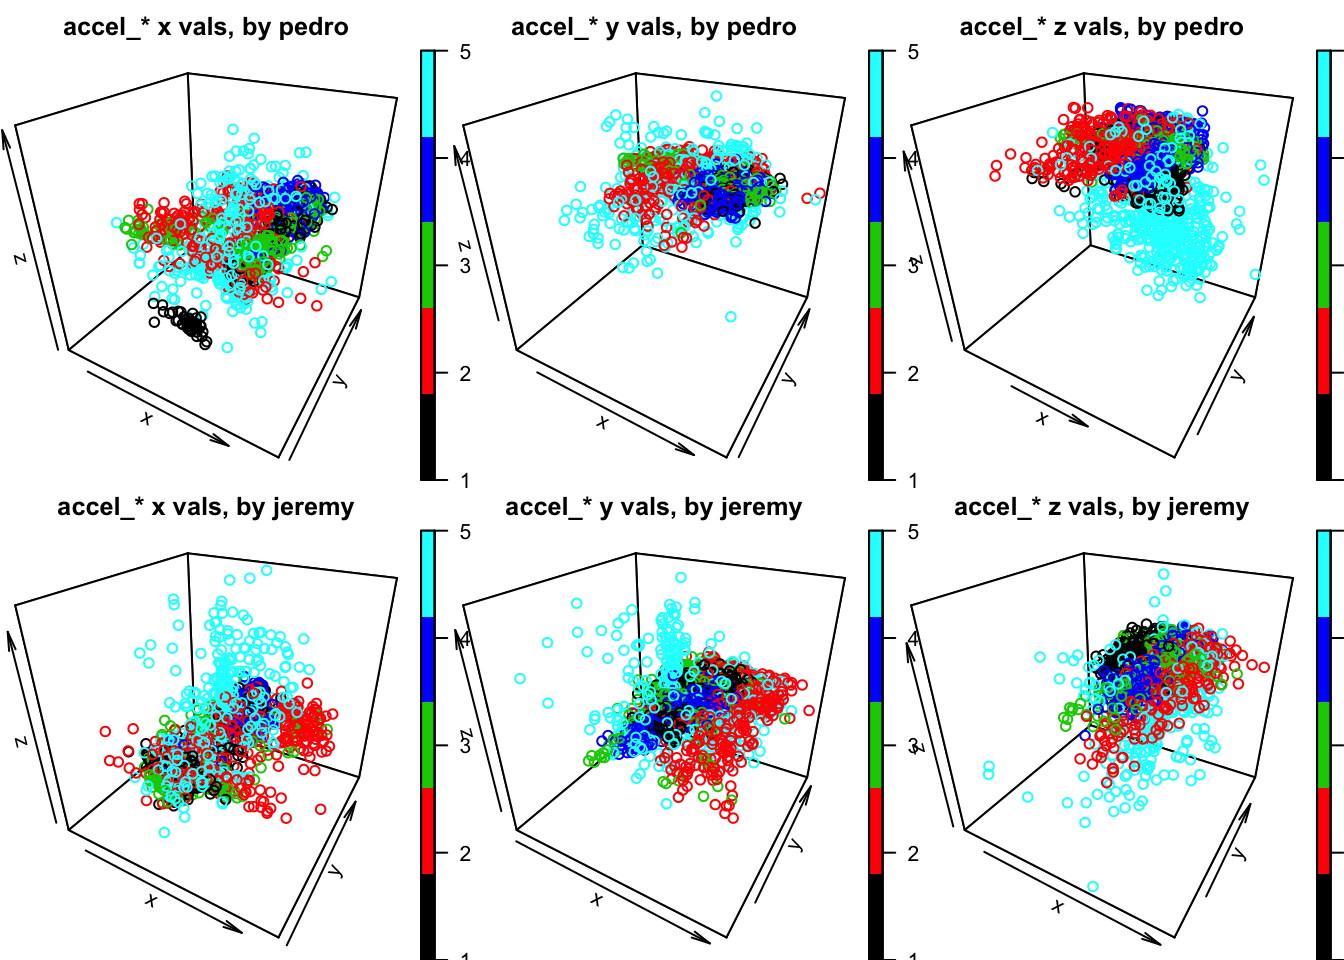 accel_* x vals, by pedro
z
x
y
5
4
3
2
1
accel_* y vals, by pedro
z
x
y
5
4
3
2
1
accel_* z vals, by pedro
z
x
y
accel_* x vals, by jeremy
z
x
y
5
4
3
2
1
accel_* y vals, by jeremy
z
x
y
5
4
3
2
1
accel_* z vals, by jeremy
z
x
y